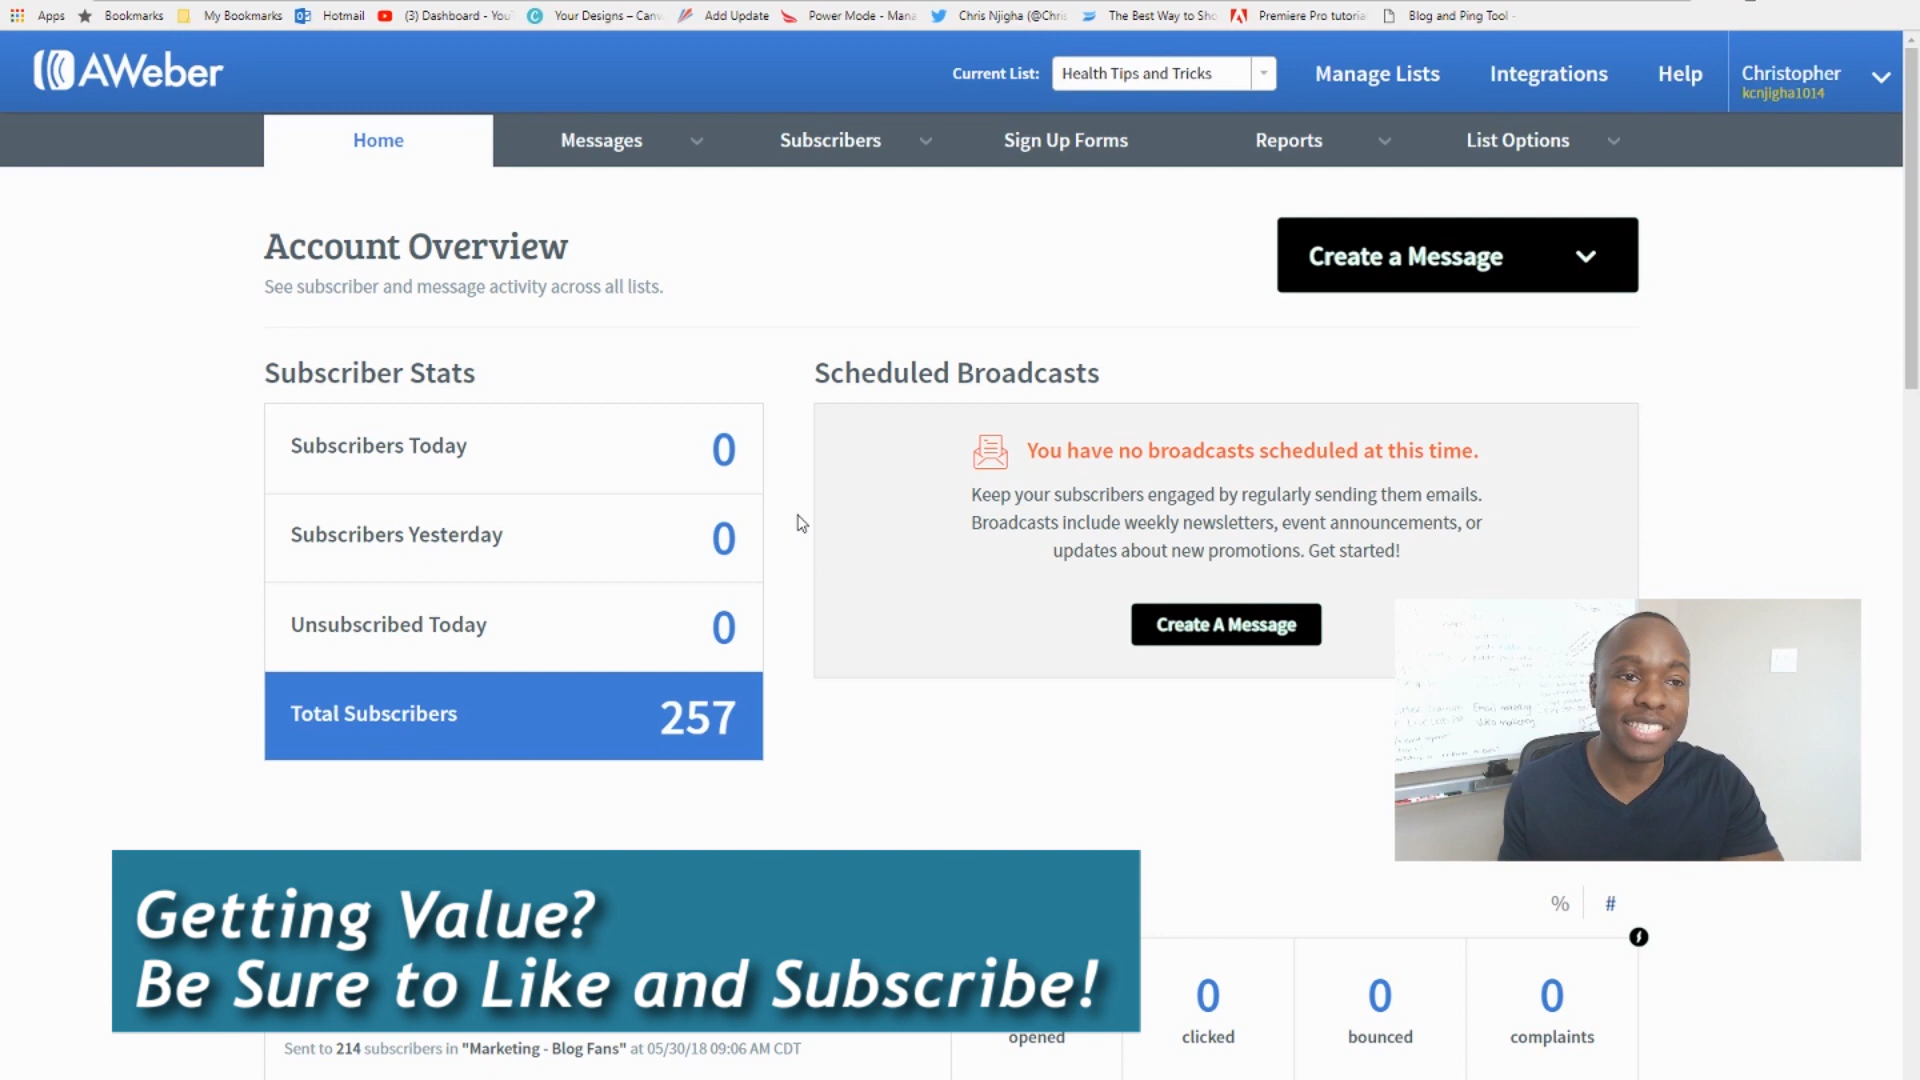 Apps
Bookmarks
My Bookmarks
Hotmail
(3) Dashboard - You
Your Designs – Canv
Add Update
Power Mode - Mana
Chris Njigha (@Chris
The Best Way to Sho
Premiere Pro tutoria
Blog and Ping Tool -
AWeber
Current List:
Health Tips and Tricks
Manage Lists
Integrations
Help
Christopher
kcnjigha1014
Home
Messages
Subscribers
Sign Up Forms
Reports
List Options
Account Overview
See subscriber and message activity across all lists.
Create a Message
Subscriber Stats
Subscribers Today 0
Subscribers Yesterday 0
Unsubscribed Today 0
Total Subscribers 257
Scheduled Broadcasts
You have no broadcasts scheduled at this time.
Keep your subscribers engaged by regularly sending them emails.
Broadcasts include weekly newsletters, event announcements, or
updates about new promotions. Get started!
Create A Message
Getting Value?
Be Sure to Like and Subscribe!
% #
opened
0
clicked
0
bounced
0
complaints
Sent to 214 subscribers in "Marketing - Blog Fans" at 05/30/18 09:06 AM CDT